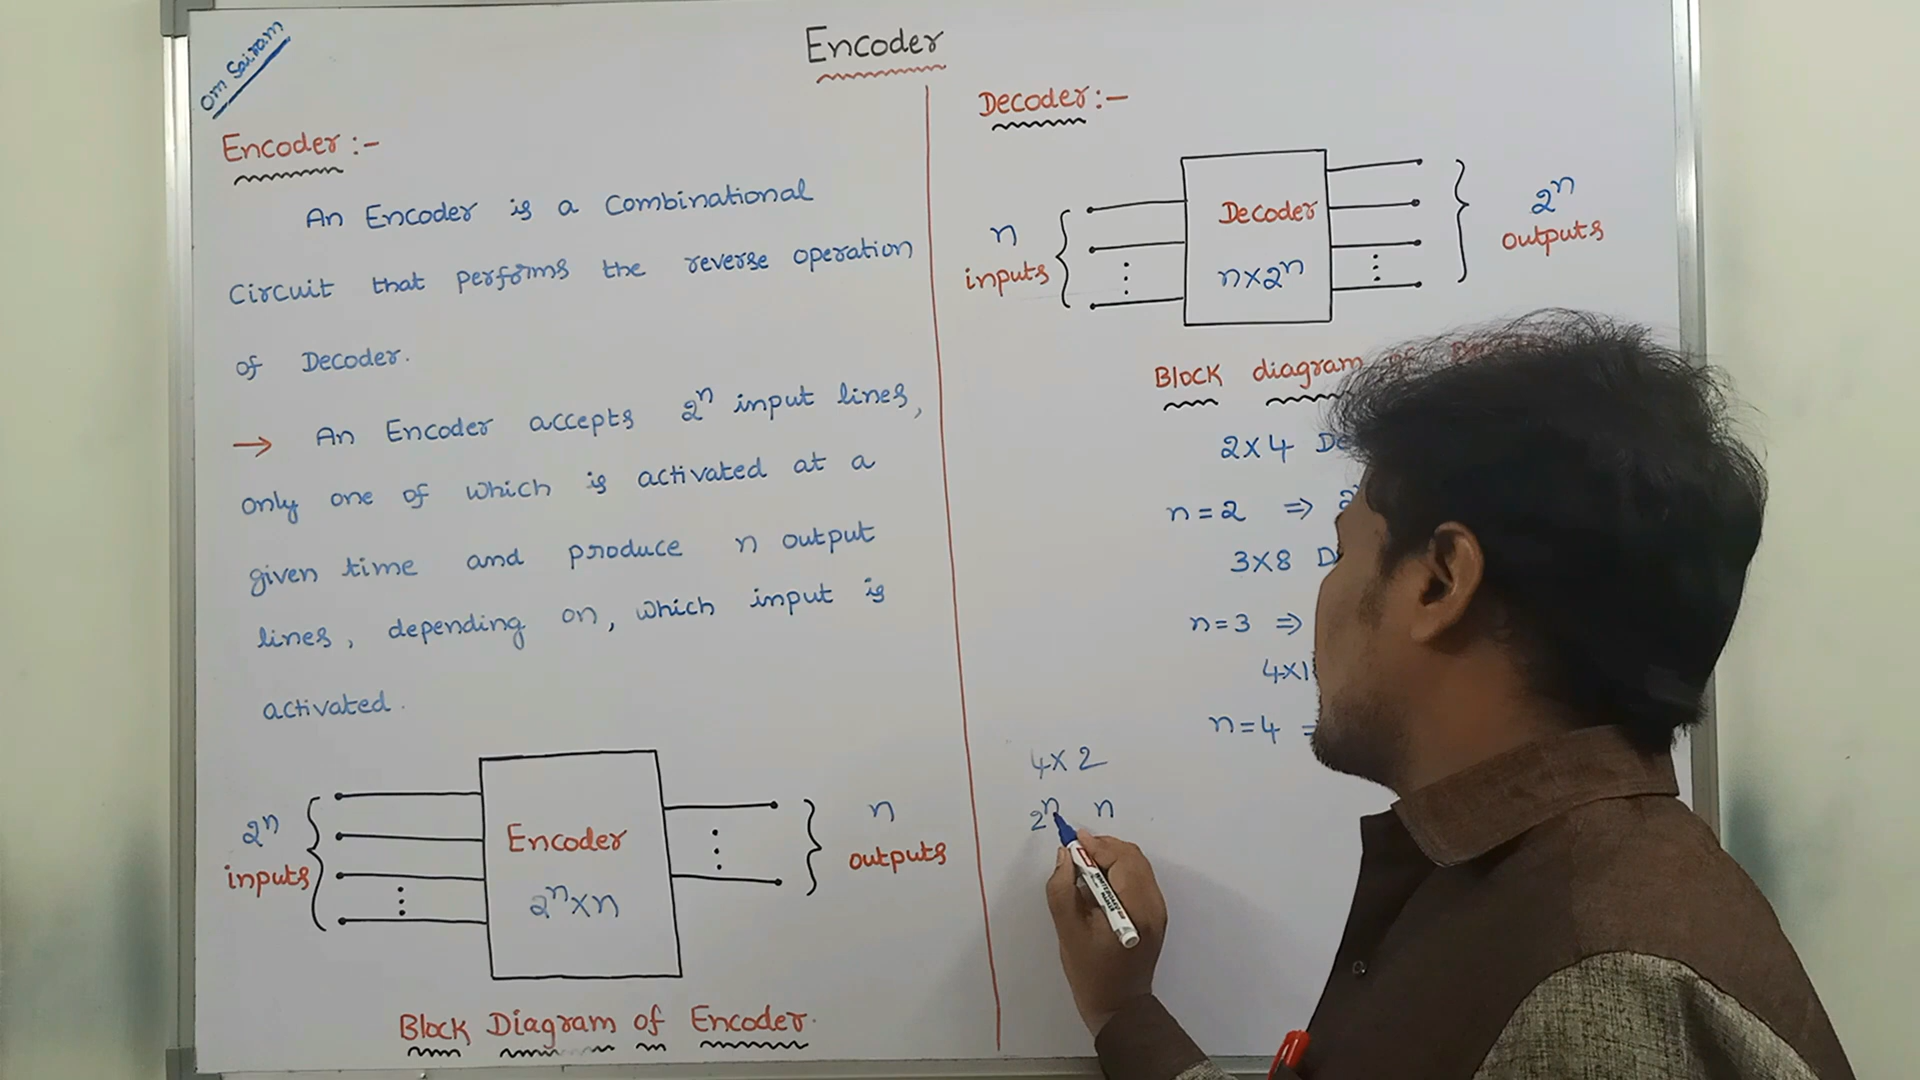 Om Sairam
Encoder
Encoder :-
An Encoder is a Combinational
Circuit that performs the reverse operation
of Decoder.
→ An Encoder accepts 2ⁿ input lines,
only one of which is activated at a
given time and produce n output
lines, depending on, which input is
activated.
2ⁿ
inputs
Encoder
2ⁿxn
n
outputs
Block Diagram of Encoder.
Decoder :-
n
inputs
Decoder
nx2ⁿ
2ⁿ
outputs
Block diagram
2x4
n=2 ⇒
3x8
n=3 ⇒
n=4
4x2
2ⁿ n